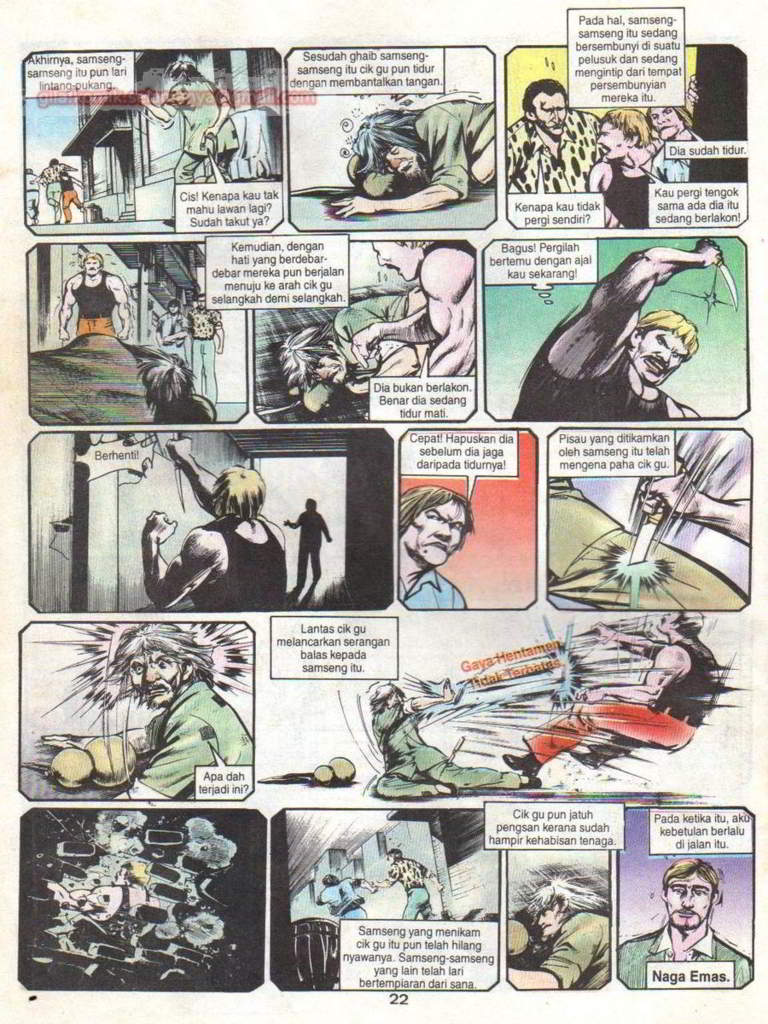 Akhirnya, samseng-
samseng itu pun lari
lintang-pukang.
Cis! Kenapa kau tak
mahu lawan lagi?
Sudah takut ya?
Sesudah ghaib samseng-
samseng itu cik gu pun tidur
dengan membantalkan tangan.
Pada hal, samseng-
samseng itu sedang
bersembunyi di suatu
pelusuk dan sedang
mengintip dari tempat
persembunyian
mereka itu.
Dia sudah tidur.
Kenapa kau tidak
pergi sendiri?
Kau pergi tengok
sama ada dia itu
sedang berlakon!
Kemudian, dengan
hati yang berdebar-
debar mereka pun berjalan
menuju ke arah cik gu
selangkah demi selangkah.
Dia bukan berlakon.
Benar dia sedang
tidur mati.
Bagus! Pergilah
bertemu dengan ajal
kau sekarang!
Berhenti!
Cepat! Hapuskan dia
sebelum dia jaga
daripada tidurnya!
Pisau yang ditikamkan
oleh samseng itu telah
mengena paha cik gu.
Apa dah
terjadi ini?
Lantas cik gu
melancarkan serangan
balas kepada
samseng itu.
Gaya Hentaman
Tidak Terbatas.
Samseng yang menikam
cik gu itu pun telah hilang
nyawanya. Samseng-samseng
yang lain telah lari
bertempiaran dari sana.
Cik gu pun jatuh
pengsan kerana sudah
hampir kehabisan tenaga.
Pada ketika itu, aku
kebetulan berlalu
di jalan itu.
Naga Emas.
22